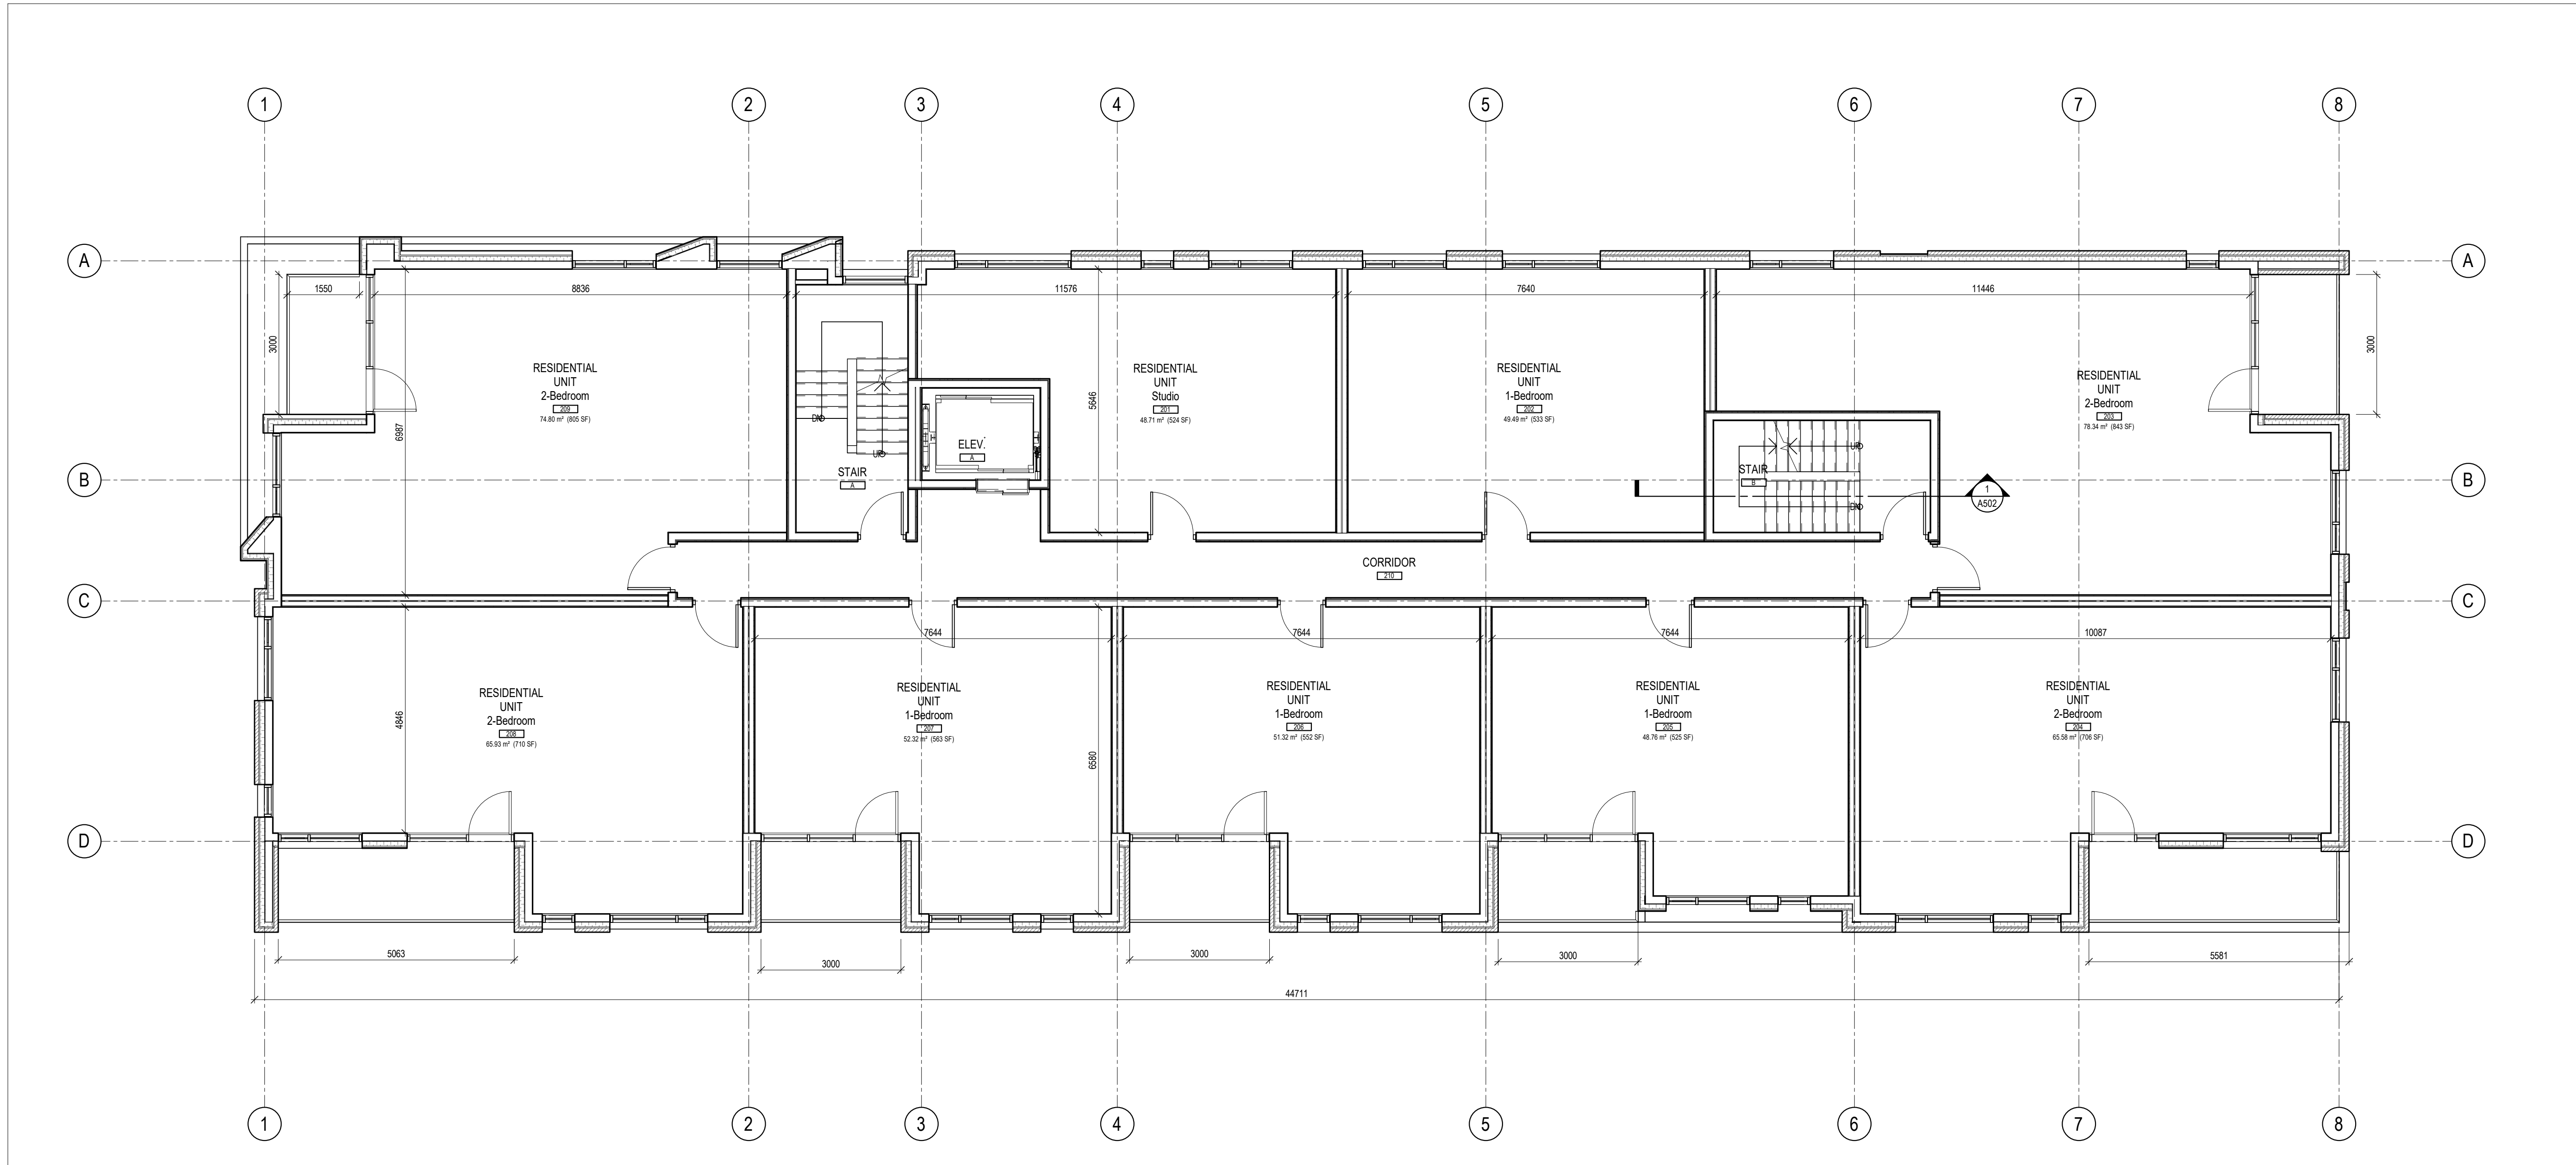 1 2 3 4 5 6 7 8
A A
1550 8836 11576 7640 11446
3000 3000
5646
6987
RESIDENTIAL
UNIT
2-Bedroom
209
74.80 m² (805 SF)
RESIDENTIAL
UNIT
Studio
201
48.71 m² (524 SF)
RESIDENTIAL
UNIT
1-Bedroom
202
49.49 m² (533 SF)
RESIDENTIAL
UNIT
2-Bedroom
203
78.34 m² (843 SF)
DN
UP
STAIR
A
ELEV.
A
UP
STAIR
B
DN
1
A502
B B
CORRIDOR
210
C C
7644 7644 7644 10087
4846
6580
RESIDENTIAL
UNIT
2-Bedroom
208
65.93 m² (710 SF)
RESIDENTIAL
UNIT
1-Bedroom
207
52.32 m² (563 SF)
RESIDENTIAL
UNIT
1-Bedroom
206
51.32 m² (552 SF)
RESIDENTIAL
UNIT
1-Bedroom
205
48.76 m² (525 SF)
RESIDENTIAL
UNIT
2-Bedroom
204
65.58 m² (706 SF)
D D
5063 3000 3000 3000 5581
44711
1 2 3 4 5 6 7 8